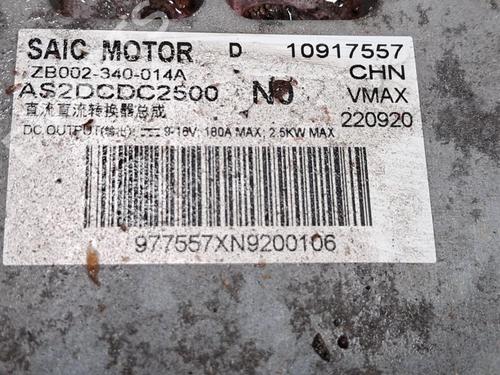 SAIC MOTOR D 10917557
ZB002-340-014A CHN
AS2DCDC2500 N0 VMAX
直流直流转换器总成 220920
DC OUTPUT(输出): ⎓ 9-16V; 180A MAX; 2.5KW MAX
977557XN9200106